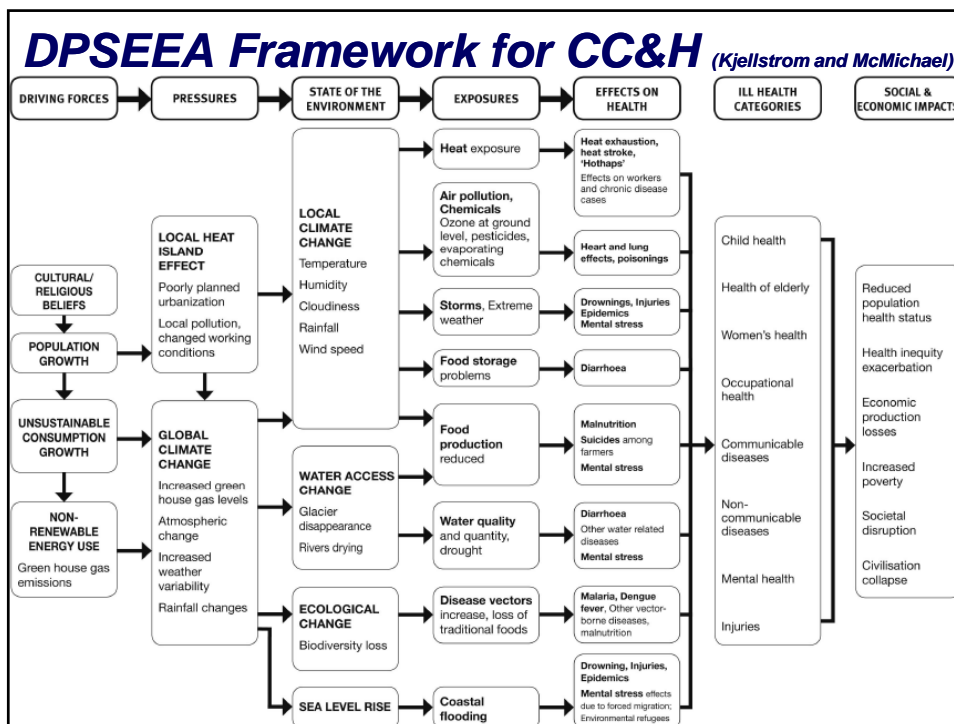 DPSEEA Framework for CC&H (Kjellstrom and McMichael)
DRIVING FORCES
PRESSURES
STATE OF THE
ENVIRONMENT
EXPOSURES
EFFECTS ON
HEALTH
ILL HEALTH
CATEGORIES
SOCIAL &
ECONOMIC IMPACTS
CULTURAL/
RELIGIOUS
BELIEFS
POPULATION
GROWTH
UNSUSTAINABLE
CONSUMPTION
GROWTH
NON-
RENEWABLE
ENERGY USE
Green house gas
emissions
LOCAL HEAT
ISLAND
EFFECT
Poorly planned
urbanization
Local pollution,
changed working
conditions
GLOBAL
CLIMATE
CHANGE
Increased green
house gas levels
Atmospheric
change
Increased
weather
variability
Rainfall changes
LOCAL
CLIMATE
CHANGE
Temperature
Humidity
Cloudiness
Rainfall
Wind speed
WATER ACCESS
CHANGE
Glacier
disappearance
Rivers drying
ECOLOGICAL
CHANGE
Biodiversity loss
SEA LEVEL RISE
Heat exposure
Air pollution,
Chemicals
Ozone at ground
level, pesticides,
evaporating
chemicals
Storms, Extreme
weather
Food storage
problems
Food
production
reduced
Water quality
and quantity,
drought
Disease vectors
increase, loss of
traditional foods
Coastal
flooding
Heat exhaustion,
heat stroke,
'Hothaps'
Effects on workers
and chronic disease
cases
Heart and lung
effects, poisonings
Drownings, Injuries
Epidemics
Mental stress
Diarrhoea
Malnutrition
Suicides among
farmers
Mental stress
Diarrhoea
Other water related
diseases
Mental stress
Malaria, Dengue
fever, Other vector-
borne diseases,
malnutrition
Drowning, Injuries,
Epidemics
Mental stress effects
due to forced migration;
Environmental refugees
Child health
Health of elderly
Women's health
Occupational
health
Communicable
diseases
Non-
communicable
diseases
Mental health
Injuries
Reduced
population
health status
Health inequity
exacerbation
Economic
production
losses
Increased
poverty
Societal
disruption
Civilisation
collapse